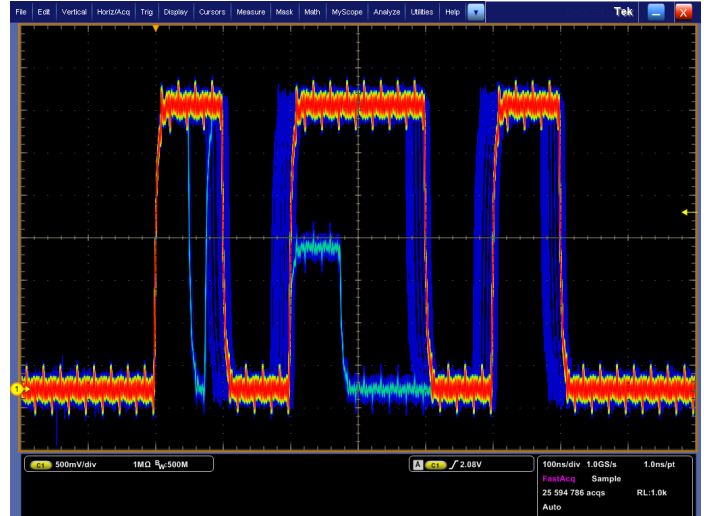 File Edit Vertical Horiz/Acq Trig Display Cursors Measure Mask Math MyScope Analyze Utilities Help Tek X
1
C1 500mV/div 1MΩ BW:500M
A C1 2.08V
100ns/div 1.0GS/s 1.0ns/pt
FastAcq Sample
25 594 786 acqs RL:1.0k
Auto